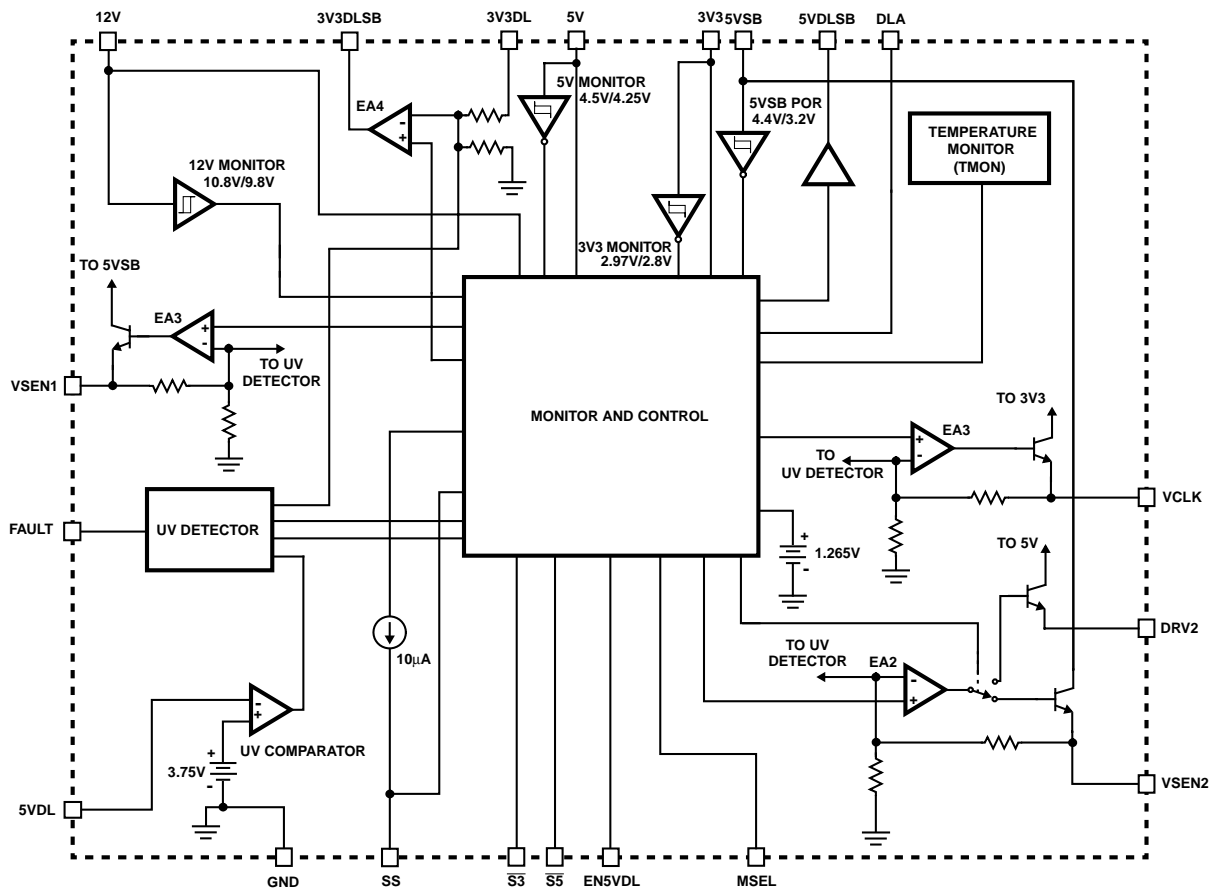 12V
3V3DLSB
3V3DL
5V
3V3
5VSB
5VDLSB
DLA
EA4
-
+
5V MONITOR
4.5V/4.25V
5VSB POR
4.4V/3.2V
TEMPERATURE
MONITOR
(TMON)
12V MONITOR
10.8V/9.8V
3V3 MONITOR
2.97V/2.8V
TO 5VSB
EA3
+
-
TO UV
DETECTOR
VSEN1
MONITOR AND CONTROL
TO 3V3
EA3
+
-
TO
UV DETECTOR
VCLK
FAULT
UV DETECTOR
+
1.265V
-
TO 5V
DRV2
10μA
TO UV
DETECTOR
EA2
-
+
-
+
UV COMPARATOR
+
3.75V
-
5VDL
VSEN2
GND
SS
S3
S5
EN5VDL
MSEL